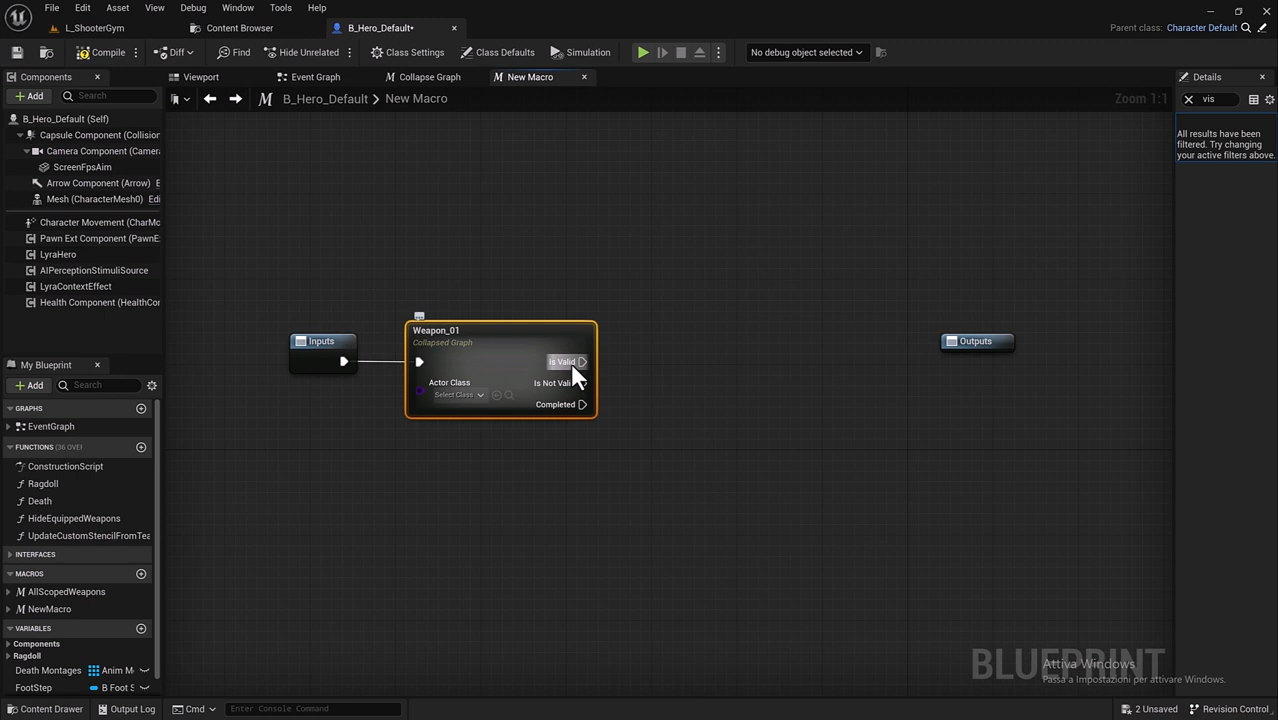 File Edit Asset View Debug Window Tools Help
L_ShooterGym Content Browser B_Hero_Default* Parent class: Character Default
Compile Diff Find Hide Unrelated Class Settings Class Defaults Simulation No debug object selected
Components Viewport Event Graph Collapse Graph New Macro Details
+ Add Search B_Hero_Default > New Macro Zoom 1:1 vis
B_Hero_Default (Self)
Capsule Component (Collision
Camera Component (Camera
ScreenFpsAim
Arrow Component (Arrow) E
Mesh (CharacterMesh0) Edi
Character Movement (CharMo
Pawn Ext Component (PawnEx
LyraHero
AIPerceptionStimuliSource
LyraContextEffect
Health Component (HealthCor
All results have been
filtered. Try changing
your active filters above.
Inputs
Weapon_01
Collapsed Graph
Is Valid
Actor Class
Select Class
Is Not Vali
Completed
Outputs
My Blueprint
+ Add Search
GRAPHS
EventGraph
FUNCTIONS (36 OVE
ConstructionScript
Ragdoll
Death
HideEquippedWeapons
UpdateCustomStencilFromTea
INTERFACES
MACROS
AllScopedWeapons
NewMacro
VARIABLES
Components
Ragdoll
Death Montages Anim M
FootStep B Foot S
BLUEPRINT
Attiva Windows
Passa a Impostazioni per attivare Windows.
Content Drawer Output Log Cmd Enter Console Command 2 Unsaved Revision Control